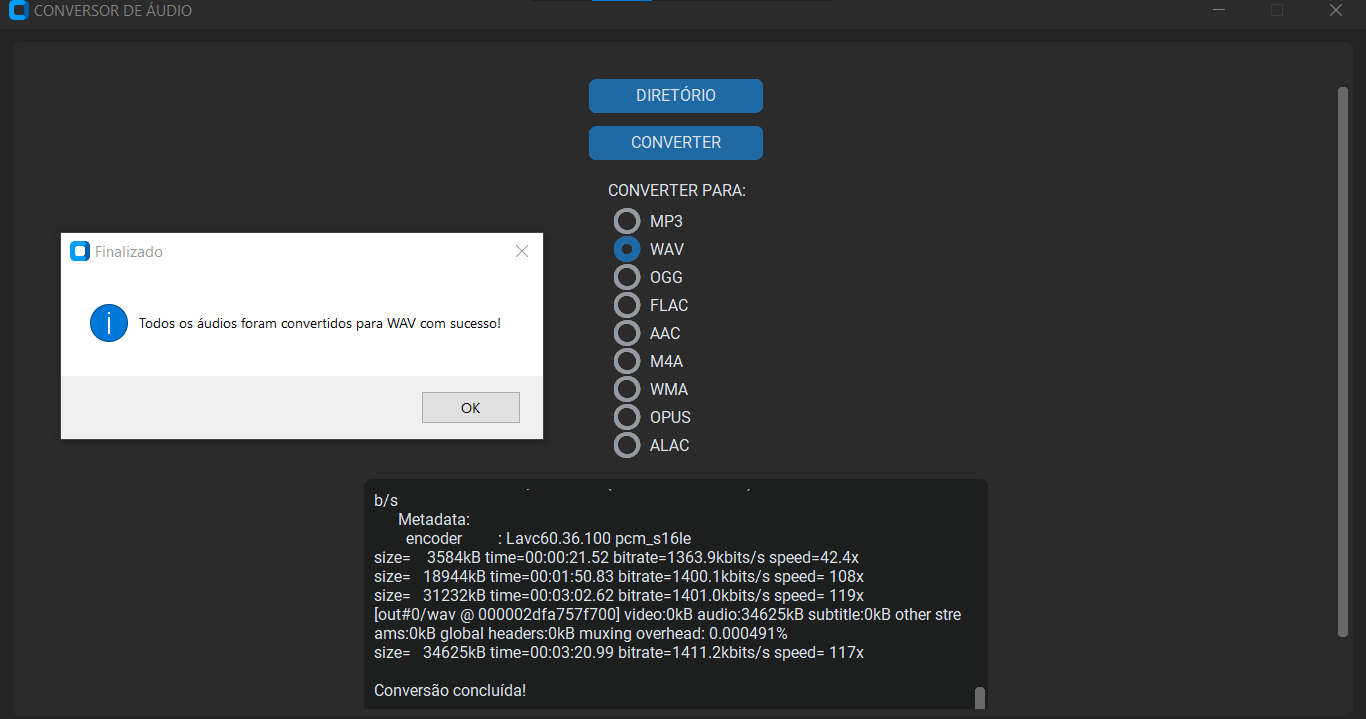 CONVERSOR DE ÁUDIO
DIRETÓRIO
CONVERTER
CONVERTER PARA:
MP3
WAV
OGG
FLAC
AAC
M4A
WMA
OPUS
ALAC
Finalizado
Todos os áudios foram convertidos para WAV com sucesso!
OK
b/s
Metadata:
encoder : Lavc60.36.100 pcm_s16le
size= 3584kB time=00:00:21.52 bitrate=1363.9kbits/s speed=42.4x
size= 18944kB time=00:01:50.83 bitrate=1400.1kbits/s speed= 108x
size= 31232kB time=00:03:02.62 bitrate=1401.0kbits/s speed= 119x
[out#0/wav @ 000002dfa757f700] video:0kB audio:34625kB subtitle:0kB other stre
ams:0kB global headers:0kB muxing overhead: 0.000491%
size= 34625kB time=00:03:20.99 bitrate=1411.2kbits/s speed= 117x
Conversão concluída!